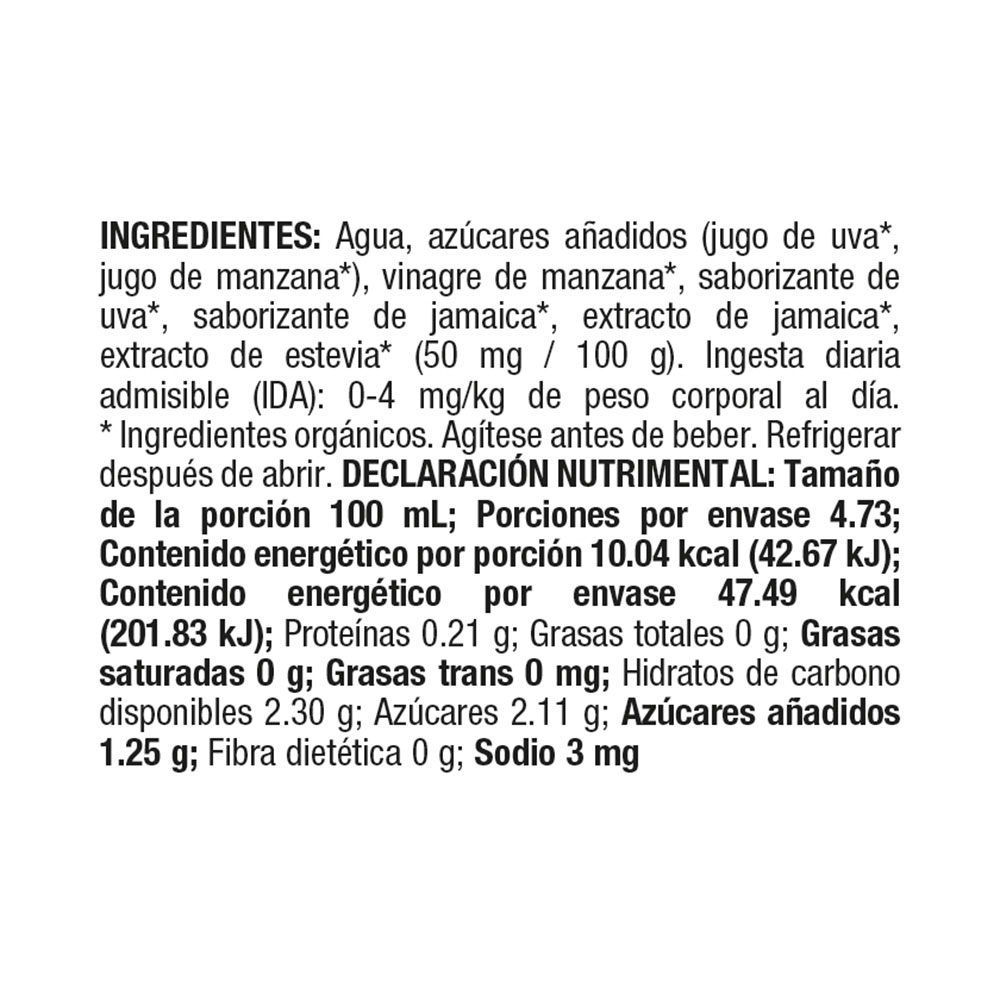 INGREDIENTES: Agua, azúcares añadidos (jugo de uva*,
jugo de manzana*), vinagre de manzana*, saborizante de
uva*, saborizante de jamaica*, extracto de jamaica*,
extracto de estevia* (50 mg / 100 g). Ingesta diaria
admisible (IDA): 0-4 mg/kg de peso corporal al día.
* Ingredientes orgánicos. Agítese antes de beber. Refrigerar
después de abrir. DECLARACIÓN NUTRIMENTAL: Tamaño
de la porción 100 mL; Porciones por envase 4.73;
Contenido energético por porción 10.04 kcal (42.67 kJ);
Contenido energético por envase 47.49 kcal
(201.83 kJ); Proteínas 0.21 g; Grasas totales 0 g; Grasas
saturadas 0 g; Grasas trans 0 mg; Hidratos de carbono
disponibles 2.30 g; Azúcares 2.11 g; Azúcares añadidos
1.25 g; Fibra dietética 0 g; Sodio 3 mg